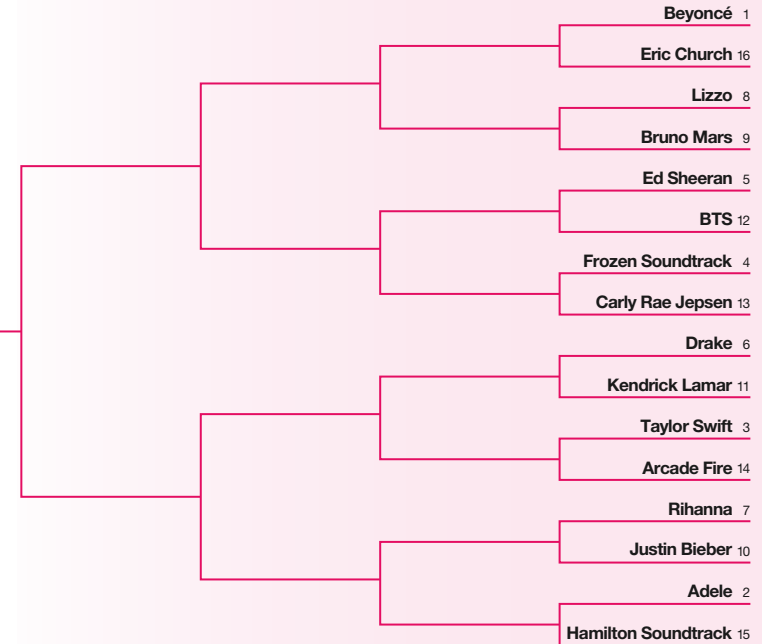 Beyoncé 1
Eric Church 16
Lizzo 8
Bruno Mars 9
Ed Sheeran 5
BTS 12
Frozen Soundtrack 4
Carly Rae Jepsen 13
Drake 6
Kendrick Lamar 11
Taylor Swift 3
Arcade Fire 14
Rihanna 7
Justin Bieber 10
Adele 2
Hamilton Soundtrack 15